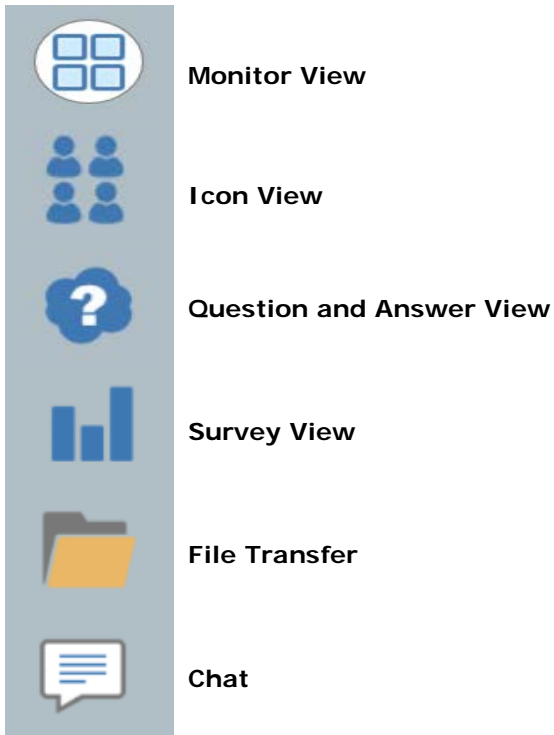 Monitor View
Icon View
?
Question and Answer View
Survey View
File Transfer
Chat